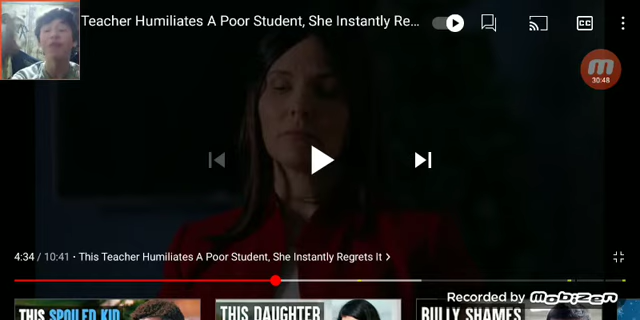 Teacher Humiliates A Poor Student, She Instantly Re...
CC
30:48
4:34 / 10:41 · This Teacher Humiliates A Poor Student, She Instantly Regrets It
Recorded by mobizen
THIS SPOILED KID
THIS DAUGHTER
BULLY SHAMES